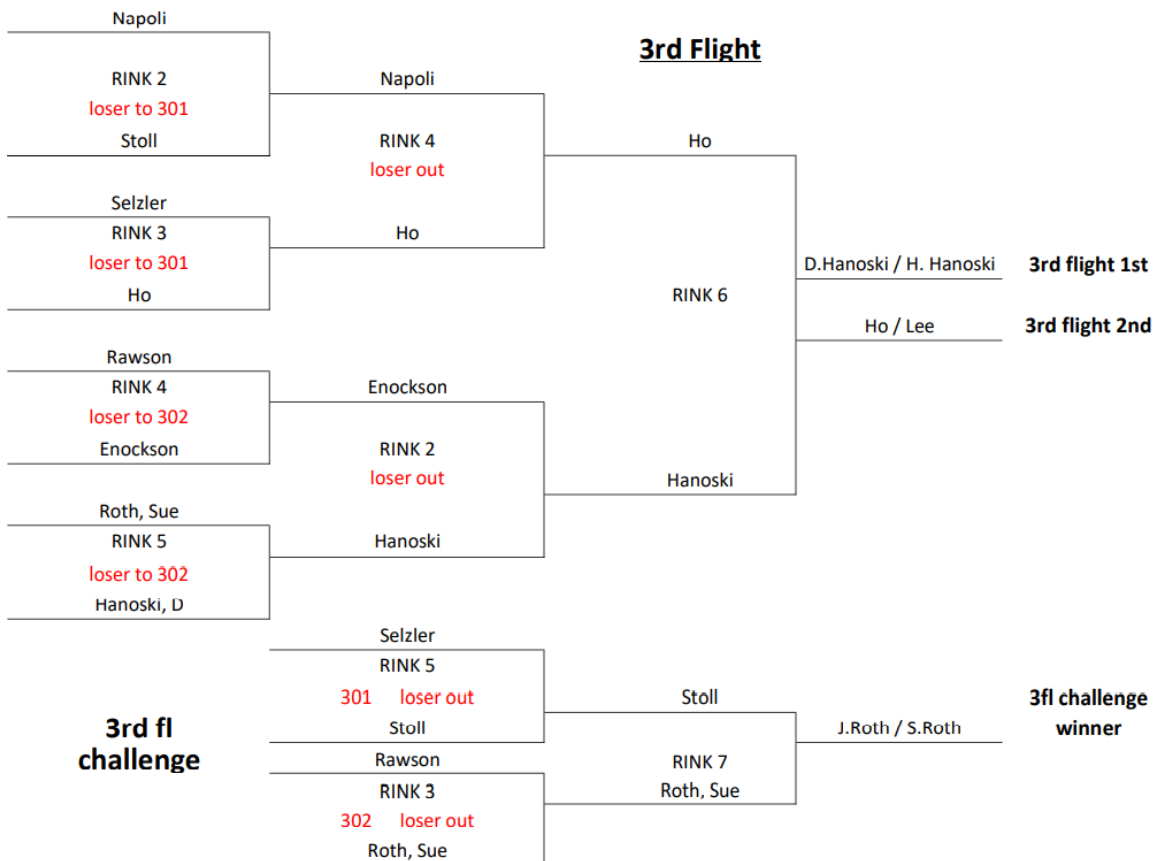 Napoli
3rd Flight
RINK 2
Napoli
loser to 301
Stoll
RINK 4
Ho
loser out
Selzler
RINK 3
Ho
loser to 301
D.Hanoski / H. Hanoski
3rd flight 1st
Ho
RINK 6
Ho / Lee
3rd flight 2nd
Rawson
RINK 4
Enockson
loser to 302
Enockson
RINK 2
loser out
Hanoski
Roth, Sue
RINK 5
Hanoski
loser to 302
Hanoski, D
Selzler
RINK 5
301 loser out
Stoll
3fl challenge
winner
3rd fl
challenge
Stoll
J.Roth / S.Roth
Rawson
RINK 7
RINK 3
Roth, Sue
302 loser out
Roth, Sue